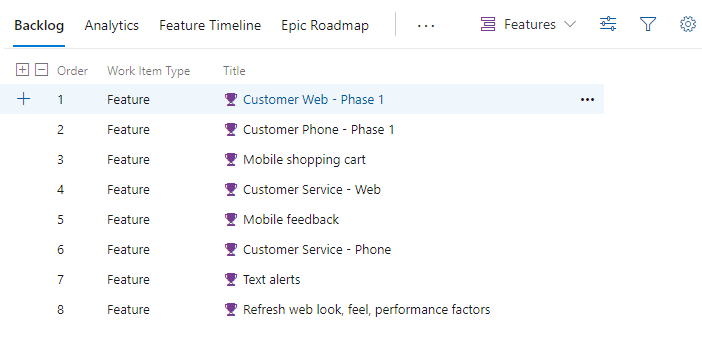 Backlog Analytics Feature Timeline Epic Roadmap Features
Order Work Item Type Title
1 Feature Customer Web - Phase 1
2 Feature Customer Phone - Phase 1
3 Feature Mobile shopping cart
4 Feature Customer Service - Web
5 Feature Mobile feedback
6 Feature Customer Service - Phone
7 Feature Text alerts
8 Feature Refresh web look, feel, performance factors